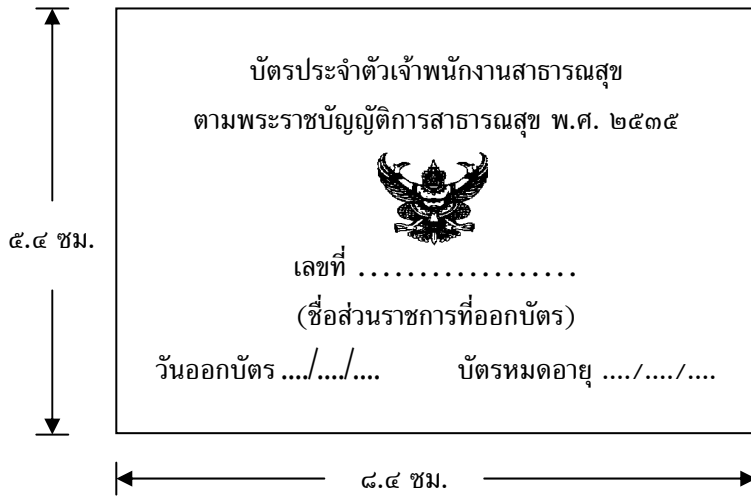 บัตรประจำตัวเจ้าพนักงานสาธารณสุข
ตามพระราชบัญญัติการสาธารณสุข พ.ศ. ๒๕๓๕
๕.๔ ซม.
เลขที่ ..................
(ชื่อส่วนราชการที่ออกบัตร)
วันออกบัตร ..../..../.... บัตรหมดอายุ ..../..../....
๘.๔ ซม.